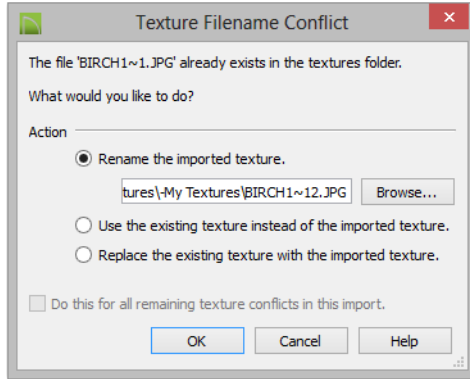 Texture Filename Conflict
The file 'BIRCH1~1.JPG' already exists in the textures folder.
What would you like to do?
Action
Rename the imported texture.
tures\-My Textures\BIRCH1~12.JPG Browse...
Use the existing texture instead of the imported texture.
Replace the existing texture with the imported texture.
Do this for all remaining texture conflicts in this import.
OK Cancel Help